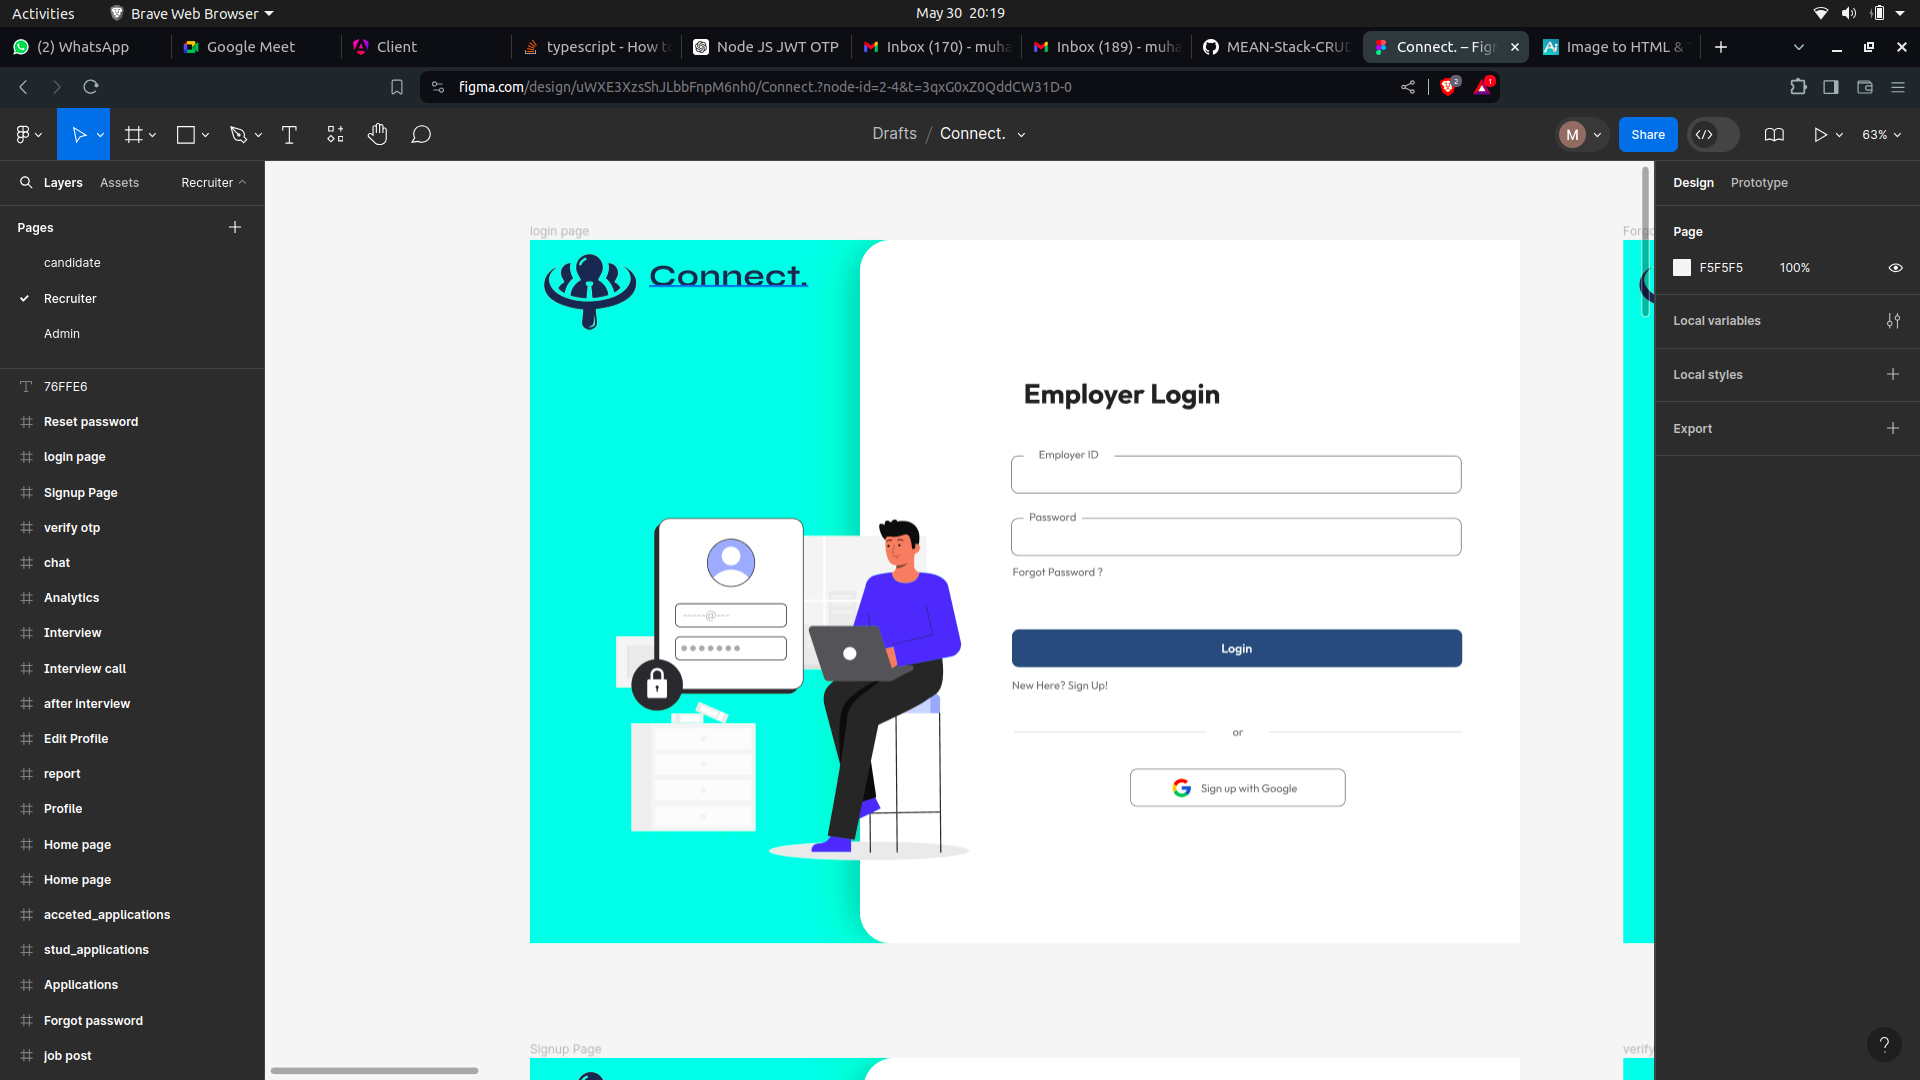 Activities
Brave Web Browser
May 30 20:19
(2) WhatsApp
Google Meet
Client
typescript - How t
Node JS JWT OTP
Inbox (170) - muha
Inbox (189) - muha
MEAN-Stack-CRUD
Connect. – Fig
Image to HTML &
figma.com/design/uWXE3XzsShJLbbFnpM6nh0/Connect.?node-id=2-4&t=3qxG0xZ0QddCW31D-0
2
1
Drafts / Connect.
M
Share
63%
Layers
Assets
Recruiter
Pages
candidate
Recruiter
Admin
76FFE6
Reset password
login page
Signup Page
verify otp
chat
Analytics
Interview
Interview call
after interview
Edit Profile
report
Profile
Home page
Home page
acceted_applications
stud_applications
Applications
Forgot password
job post
login page
Connect.
-----@---
Employer Login
Employer ID
Password
Forgot Password ?
Login
New Here? Sign Up!
or
Sign up with Google
Signup Page
Forgo
verify
Design
Prototype
Page
F5F5F5
100%
Local variables
Local styles
Export
?